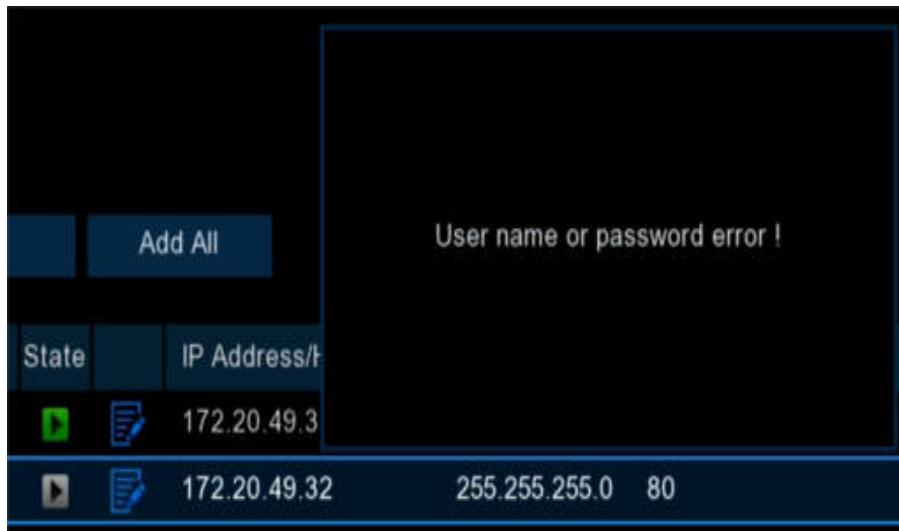 User name or password error !
Add All
State IP Address/H
172.20.49.3
172.20.49.32 255.255.255.0 80